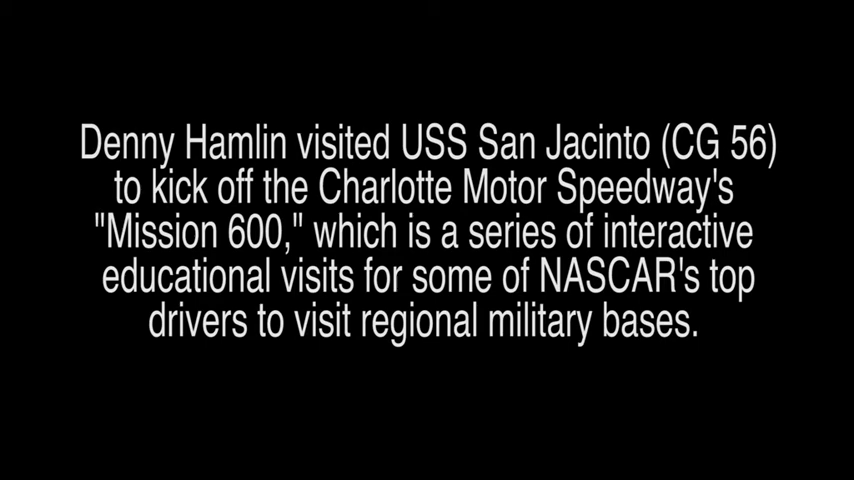 Denny Hamlin visited USS San Jacinto (CG 56)
to kick off the Charlotte Motor Speedway's
"Mission 600," which is a series of interactive
educational visits for some of NASCAR's top
drivers to visit regional military bases.